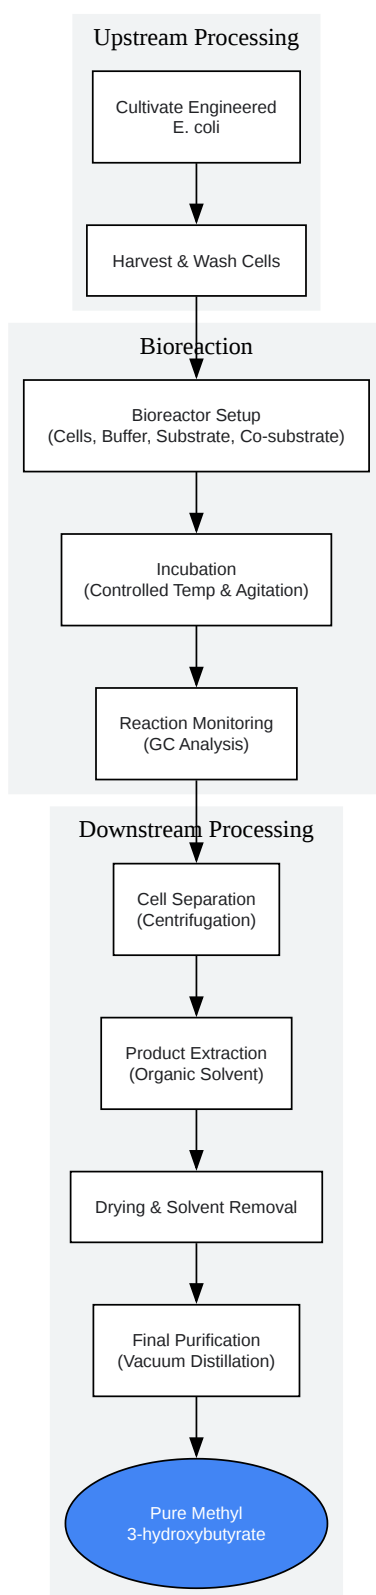 Upstream Processing
Cultivate Engineered
E. coli
Harvest & Wash Cells
Bioreaction
Bioreactor Setup
(Cells, Buffer, Substrate, Co-substrate)
Incubation
(Controlled Temp & Agitation)
Reaction Monitoring
(GC Analysis)
Downstream Processing
Cell Separation
(Centrifugation)
Product Extraction
(Organic Solvent)
Drying & Solvent Removal
Final Purification
(Vacuum Distillation)
Pure Methyl
3-hydroxybutyrate